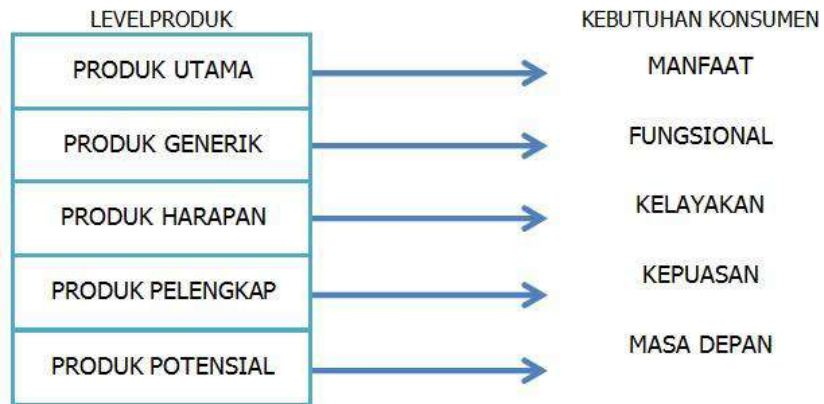 LEVELPRODUK KEBUTUHAN KONSUMEN
PRODUK UTAMA MANFAAT
PRODUK GENERIK FUNGSIONAL
PRODUK HARAPAN KELAYAKAN
PRODUK PELENGKAP KEPUASAN
PRODUK POTENSIAL MASA DEPAN